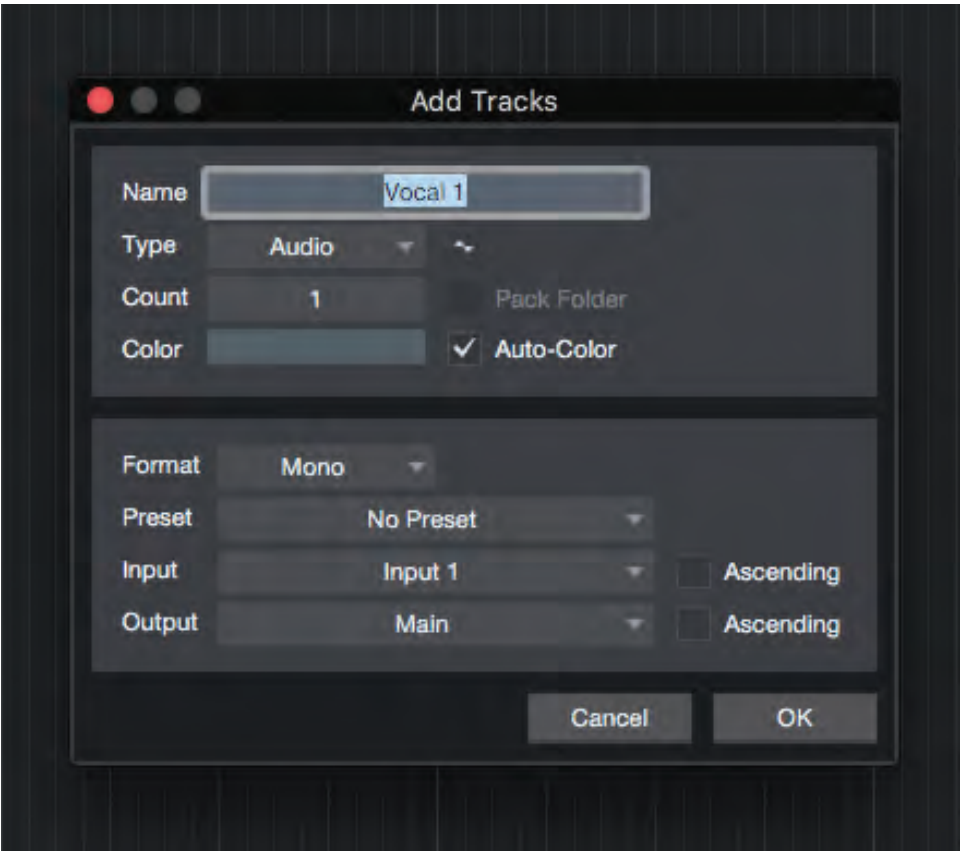 Add Tracks
Name Vocal 1
Type Audio
Count 1 Pack Folder
Color Auto-Color
Format Mono
Preset No Preset
Input Input 1 Ascending
Output Main Ascending
Cancel OK